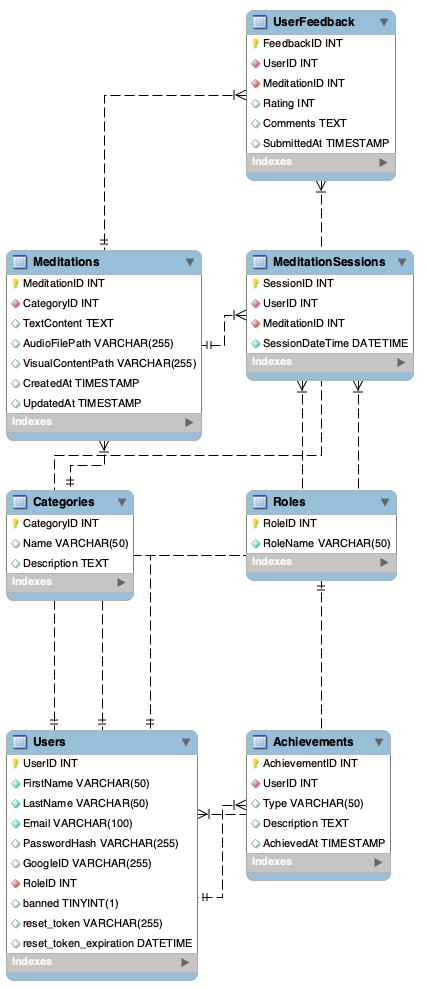 UserFeedback
FeedbackID INT
UserID INT
MeditationID INT
Rating INT
Comments TEXT
SubmittedAt TIMESTAMP
Indexes
Meditations
MeditationID INT
CategoryID INT
TextContent TEXT
AudioFilePath VARCHAR(255)
VisualContentPath VARCHAR(255)
CreatedAt TIMESTAMP
UpdatedAt TIMESTAMP
Indexes
MeditationSessions
SessionID INT
UserID INT
MeditationID INT
SessionDateTime DATETIME
Indexes
Categories
CategoryID INT
Name VARCHAR(50)
Description TEXT
Indexes
Roles
RoleID INT
RoleName VARCHAR(50)
Indexes
Users
UserID INT
FirstName VARCHAR(50)
LastName VARCHAR(50)
Email VARCHAR(100)
PasswordHash VARCHAR(255)
GoogleID VARCHAR(255)
RoleID INT
banned TINYINT(1)
reset_token VARCHAR(255)
reset_token_expiration DATETIME
Indexes
Achievements
AchievementID INT
UserID INT
Type VARCHAR(50)
Description TEXT
AchievedAt TIMESTAMP
Indexes